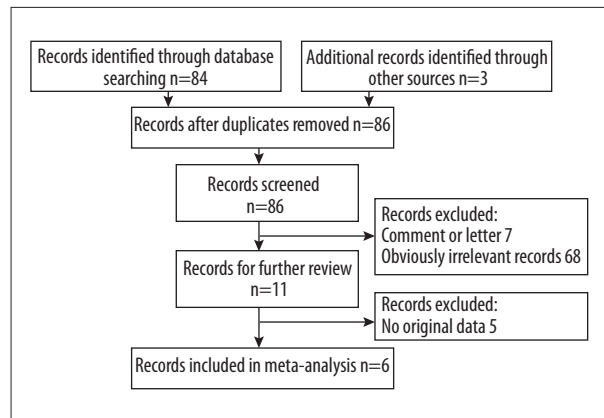 Records identified through database
searching n=84
Additional records identified through
other sources n=3
Records after duplicates removed n=86
Records screened
n=86
Records excluded:
Comment or letter 7
Obviously irrelevant records 68
Records for further review
n=11
Records excluded:
No original data 5
Records included in meta-analysis n=6